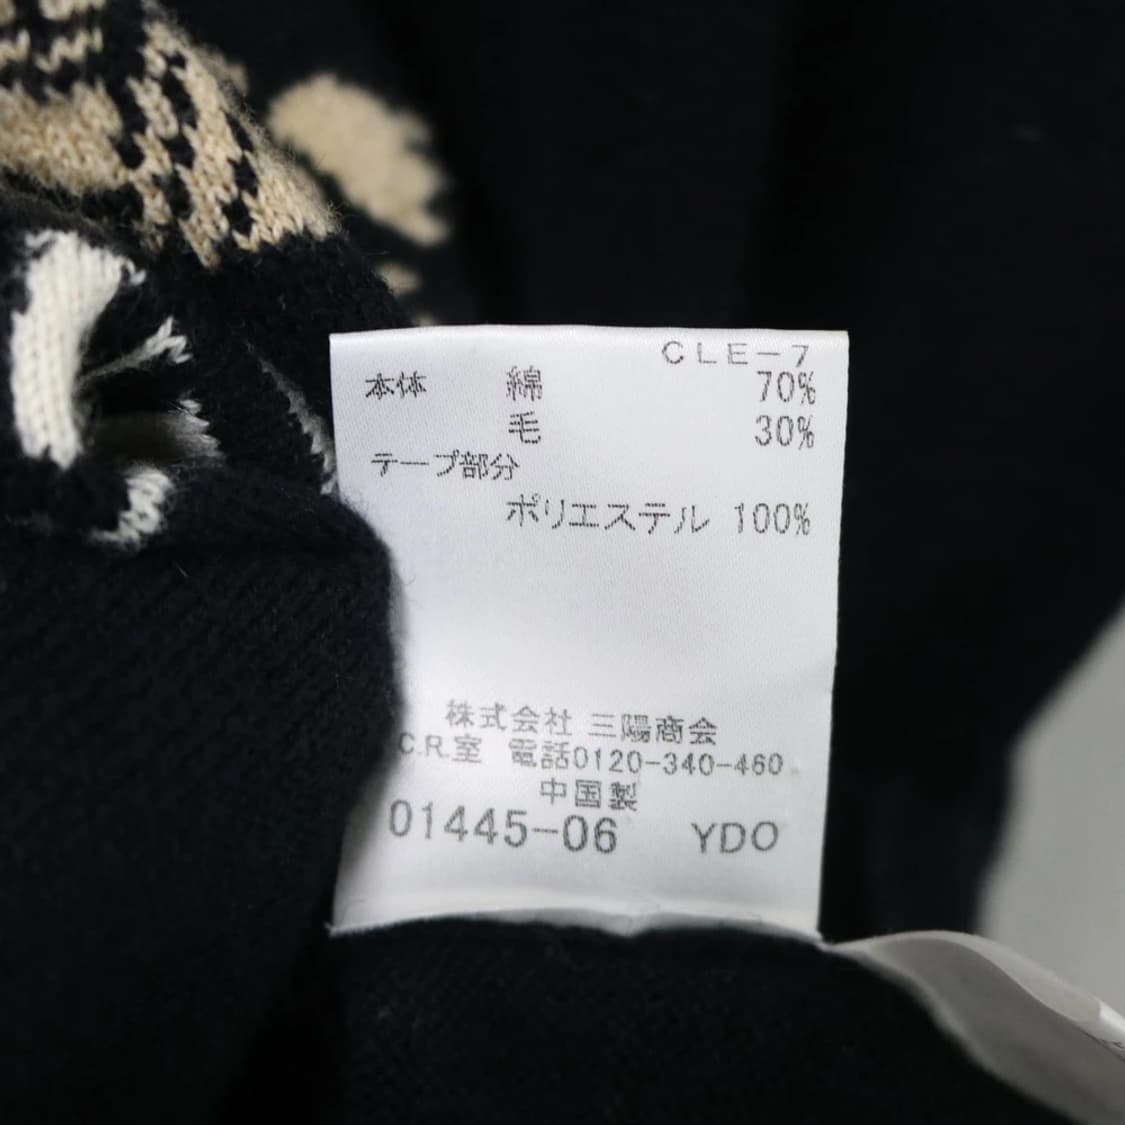 CLE-7
本体 綿 70%
毛 30%
テープ部分
ポリエステル 100%
株式会社 三陽商会
C.R.室 電話0120-340-460
中国製
01445-06 YDO